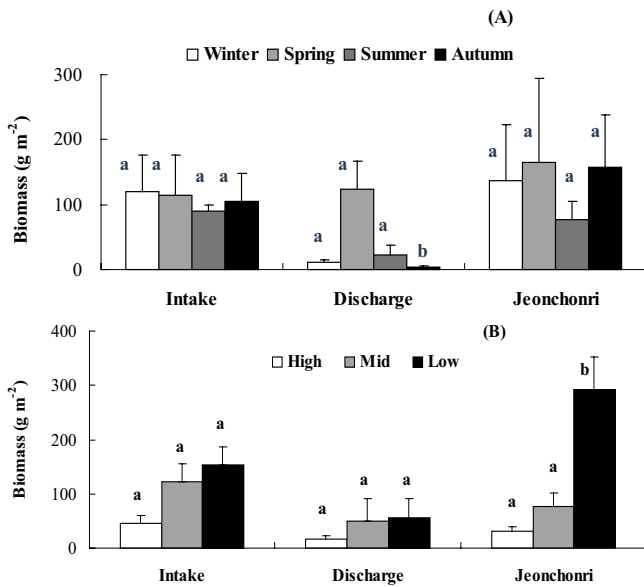 (A)
Winter Spring Summer Autumn
Biomass (g m-2)
300
200
100
0
a a a a
a a a b
a a a a
Intake Discharge Jeonchonri
(B)
High Mid Low
Biomass (g m-2)
400
300
200
100
0
a a a
a a a
a a b
Intake Discharge Jeonchonri